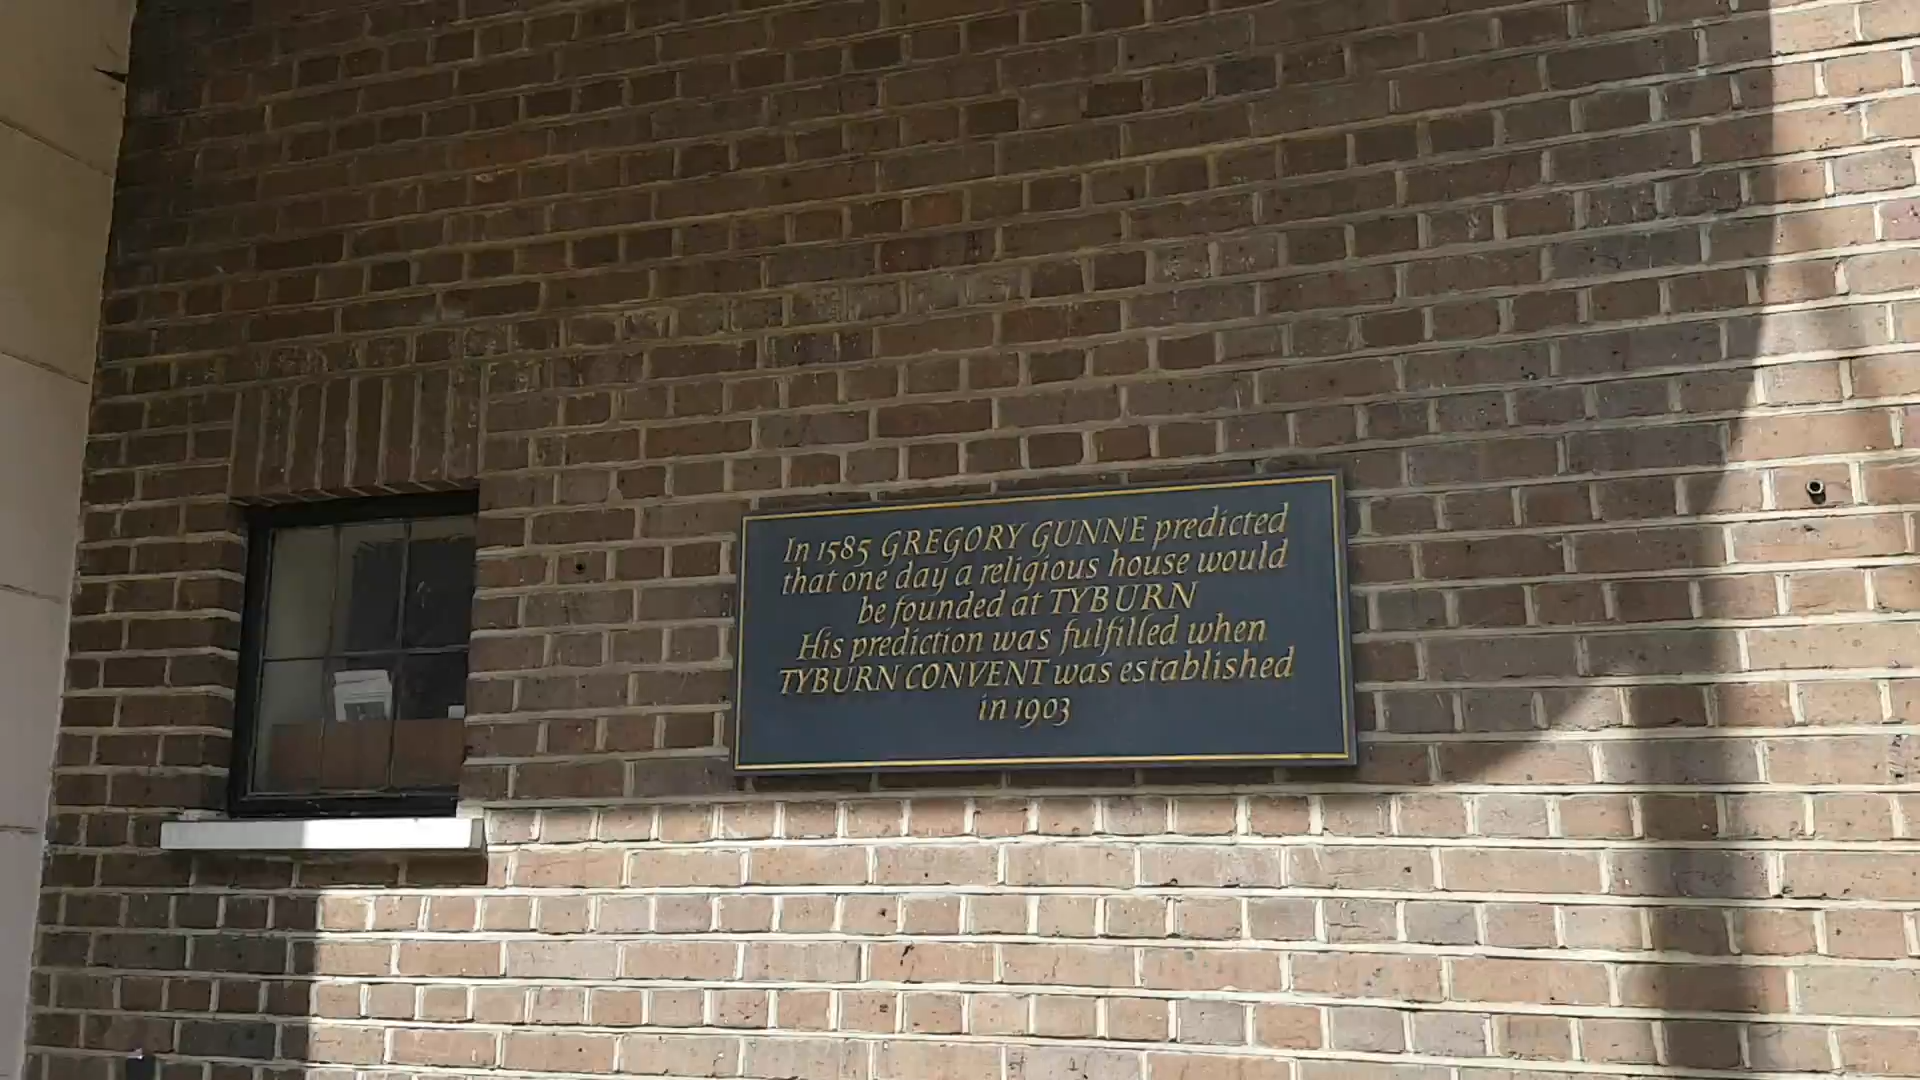 In 1585 GREGORY GUNNE predicted
that one day a religious house would
be founded at TYBURN
His prediction was fulfilled when
TYBURN CONVENT was established
in 1903